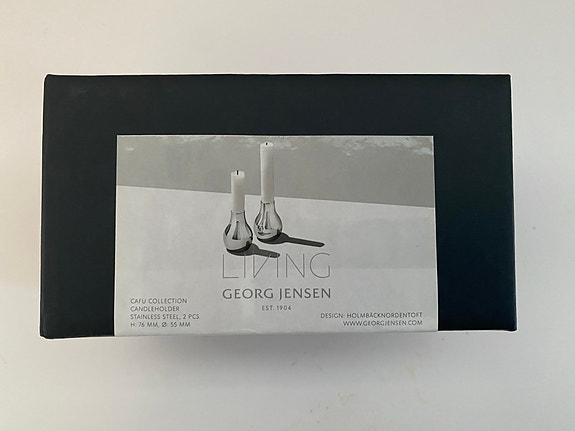 LIVING
GEORG JENSEN
EST. 1904
CAFU COLLECTION
CANDLEHOLDER
STAINLESS STEEL, 2 PCS
H: 76 MM, Ø: 55 MM
DESIGN: HOLMBÄCKNORDENTOFT
WWW.GEORGJENSEN.COM